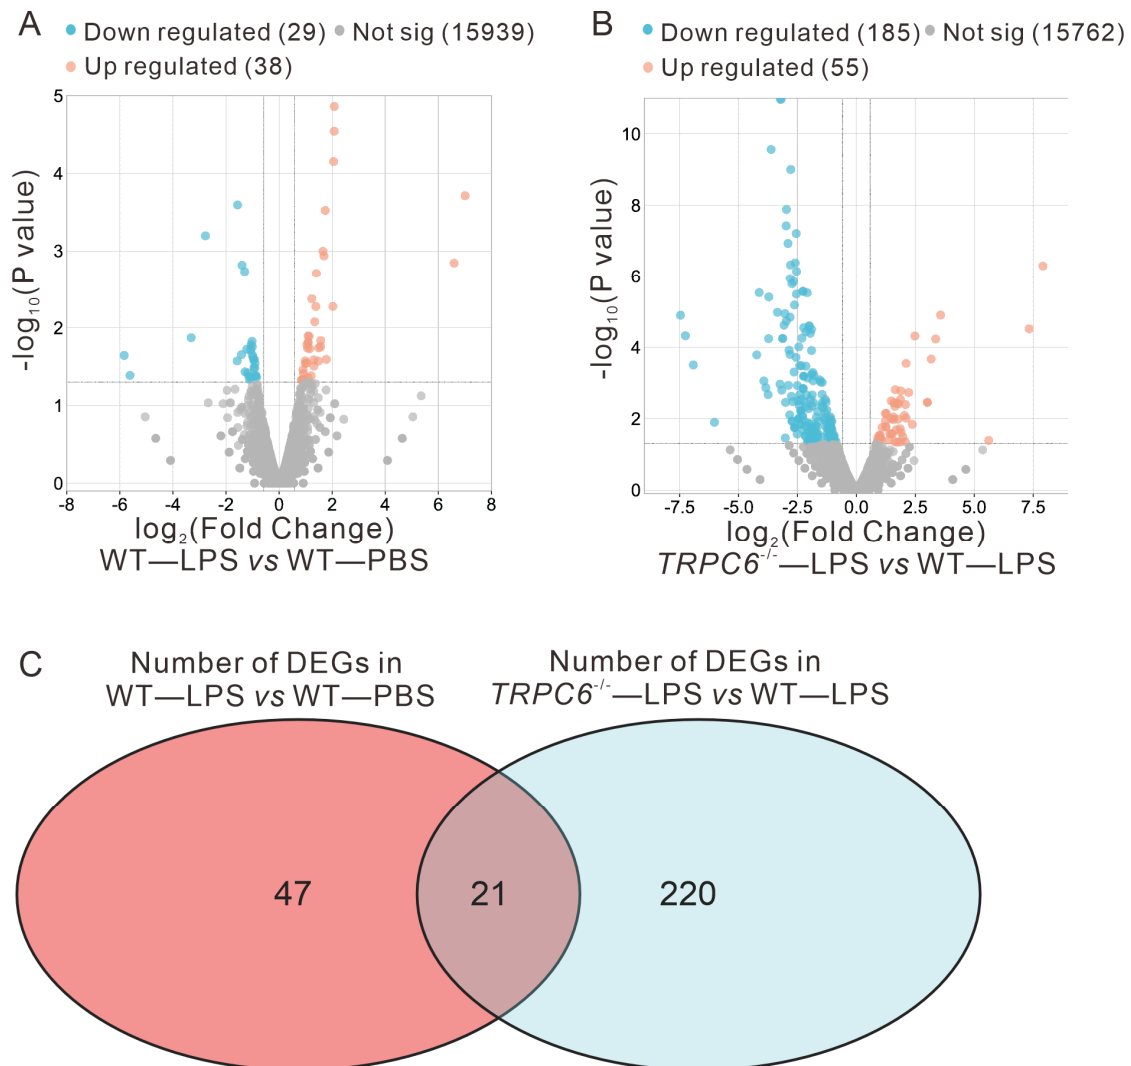 A
Down regulated (29) Not sig (15939)
Up regulated (38)
5
4
3
2
1
0
-log10(P value)
-8 -6 -4 -2 0 2 4 6 8
log2(Fold Change)
WT—LPS vs WT—PBS
B
Down regulated (185) Not sig (15762)
Up regulated (55)
10
8
6
4
2
0
-log10(P value)
-7.5 -5.0 -2.5 0.0 2.5 5.0 7.5
log2(Fold Change)
TRPC6-/-—LPS vs WT—LPS
C
Number of DEGs in
WT—LPS vs WT—PBS
Number of DEGs in
TRPC6-/-—LPS vs WT—LPS
47
21
220